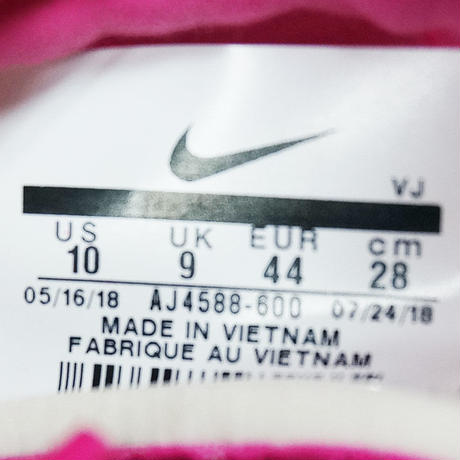 VJ
US UK EUR cm
10 9 44 28
05/16/18 AJ4588-600 07/24/18
MADE IN VIETNAM
FABRIQUE AU VIETNAM